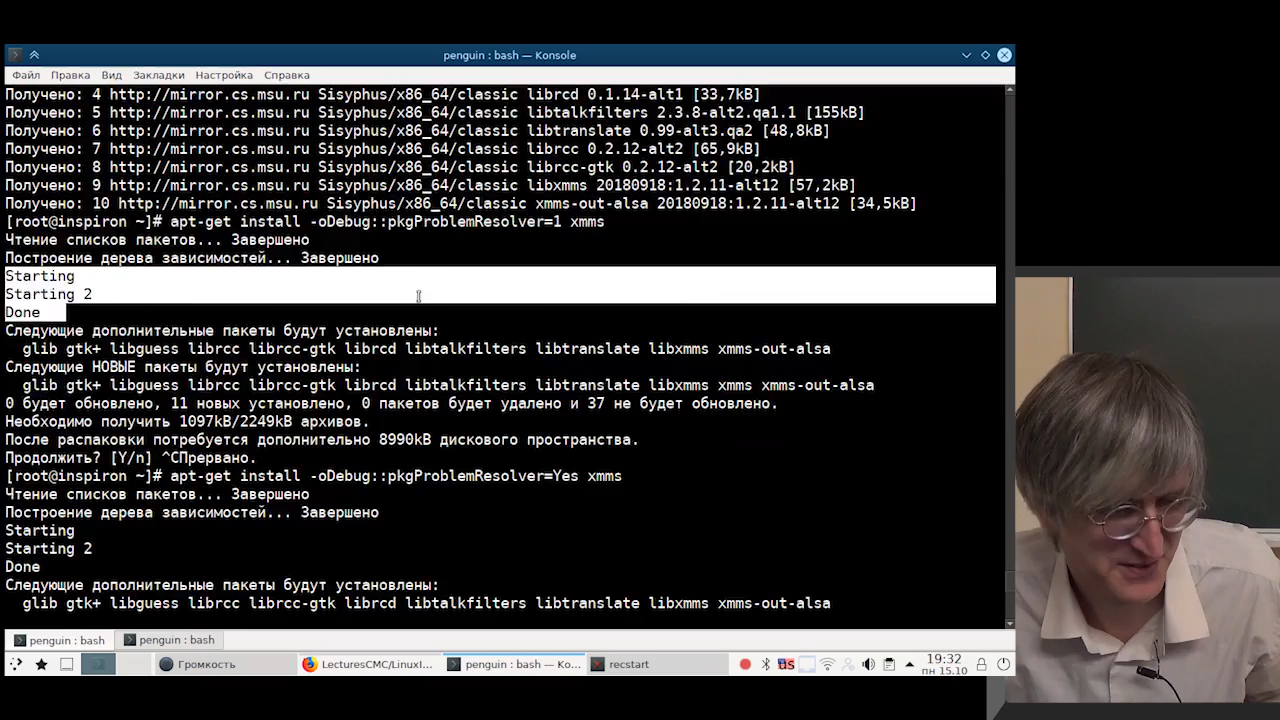 penguin : bash — Konsole
Файл Правка Вид Закладки Настройка Справка
Получено: 4 http://mirror.cs.msu.ru Sisyphus/x86_64/classic librcd 0.1.14-alt1 [33,7kB]
Получено: 5 http://mirror.cs.msu.ru Sisyphus/x86_64/classic libtalkfilters 2.3.8-alt2.qa1.1 [155kB]
Получено: 6 http://mirror.cs.msu.ru Sisyphus/x86_64/classic libtranslate 0.99-alt3.qa2 [48,8kB]
Получено: 7 http://mirror.cs.msu.ru Sisyphus/x86_64/classic librcc 0.2.12-alt2 [65,9kB]
Получено: 8 http://mirror.cs.msu.ru Sisyphus/x86_64/classic librcc-gtk 0.2.12-alt2 [20,2kB]
Получено: 9 http://mirror.cs.msu.ru Sisyphus/x86_64/classic libxmms 20180918:1.2.11-alt12 [57,2kB]
Получено: 10 http://mirror.cs.msu.ru Sisyphus/x86_64/classic xmms-out-alsa 20180918:1.2.11-alt12 [34,5kB]
[root@inspiron ~]# apt-get install -oDebug::pkgProblemResolver=1 xmms
Чтение списков пакетов... Завершено
Построение дерева зависимостей... Завершено
Starting
Starting 2
Done
Следующие дополнительные пакеты будут установлены:
  glib gtk+ libguess librcc librcc-gtk librcd libtalkfilters libtranslate libxmms xmms-out-alsa
Следующие НОВЫЕ пакеты будут установлены:
  glib gtk+ libguess librcc librcc-gtk librcd libtalkfilters libtranslate libxmms xmms xmms-out-alsa
0 будет обновлено, 11 новых установлено, 0 пакетов будет удалено и 37 не будет обновлено.
Необходимо получить 1097kB/2249kB архивов.
После распаковки потребуется дополнительно 8990kB дискового пространства.
Продолжить? [Y/n] ^CПрервано.
[root@inspiron ~]# apt-get install -oDebug::pkgProblemResolver=Yes xmms
Чтение списков пакетов... Завершено
Построение дерева зависимостей... Завершено
Starting
Starting 2
Done
Следующие дополнительные пакеты будут установлены:
  glib gtk+ libguess librcc librcc-gtk librcd libtalkfilters libtranslate libxmms xmms-out-alsa
penguin : bash penguin : bash
Громкость LecturesCMC/LinuxI... penguin : bash — Ko... recstart us 19:32
пн 15.10